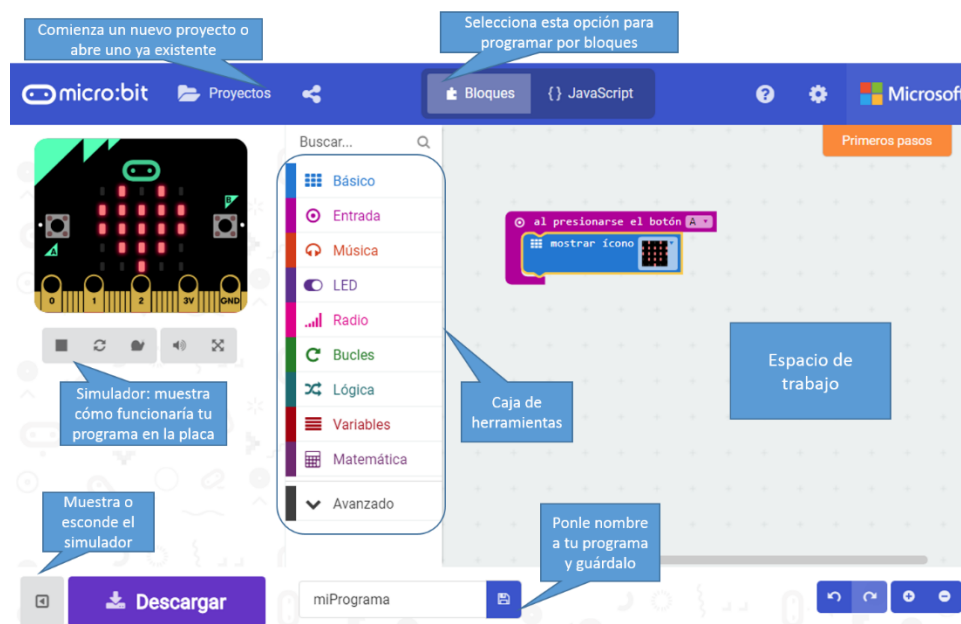 Comienza un nuevo proyecto o
abre uno ya existente
Selecciona esta opción para
programar por bloques
micro:bit
Proyectos
Bloques
{} JavaScript
?
Microsoft
Buscar...
Primeros pasos
Básico
Entrada
Música
LED
Radio
Bucles
Lógica
Variables
Matemática
Avanzado
B
A
0 1 2 3V GND
al presionarse el botón A
mostrar ícono
Espacio de
trabajo
Simulador: muestra
cómo funcionaría tu
programa en la placa
Caja de
herramientas
Muestra o
esconde el
simulador
Ponle nombre
a tu programa
y guárdalo
Descargar
miPrograma